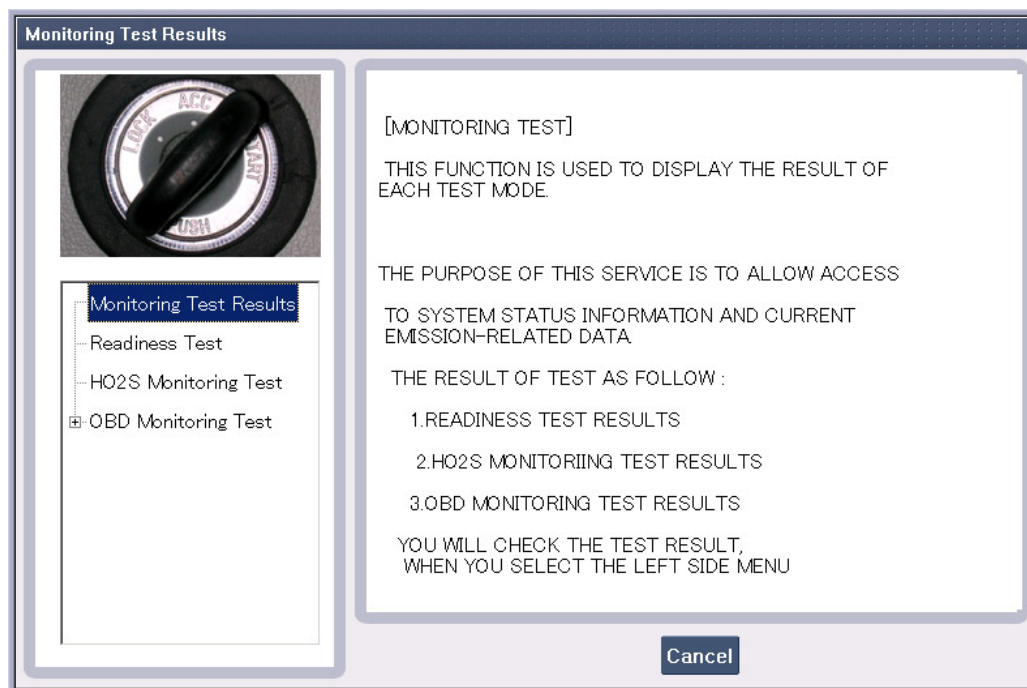 Monitoring Test Results
LOCK
ACC
START
PUSH
Monitoring Test Results
Readiness Test
HO2S Monitoring Test
OBD Monitoring Test
[MONITORING TEST]
THIS FUNCTION IS USED TO DISPLAY THE RESULT OF
EACH TEST MODE.
THE PURPOSE OF THIS SERVICE IS TO ALLOW ACCESS
TO SYSTEM STATUS INFORMATION AND CURRENT
EMISSION-RELATED DATA.
THE RESULT OF TEST AS FOLLOW :
1.READINESS TEST RESULTS
2.HO2S MONITORIING TEST RESULTS
3.OBD MONITORING TEST RESULTS
YOU WILL CHECK THE TEST RESULT,
WHEN YOU SELECT THE LEFT SIDE MENU
Cancel